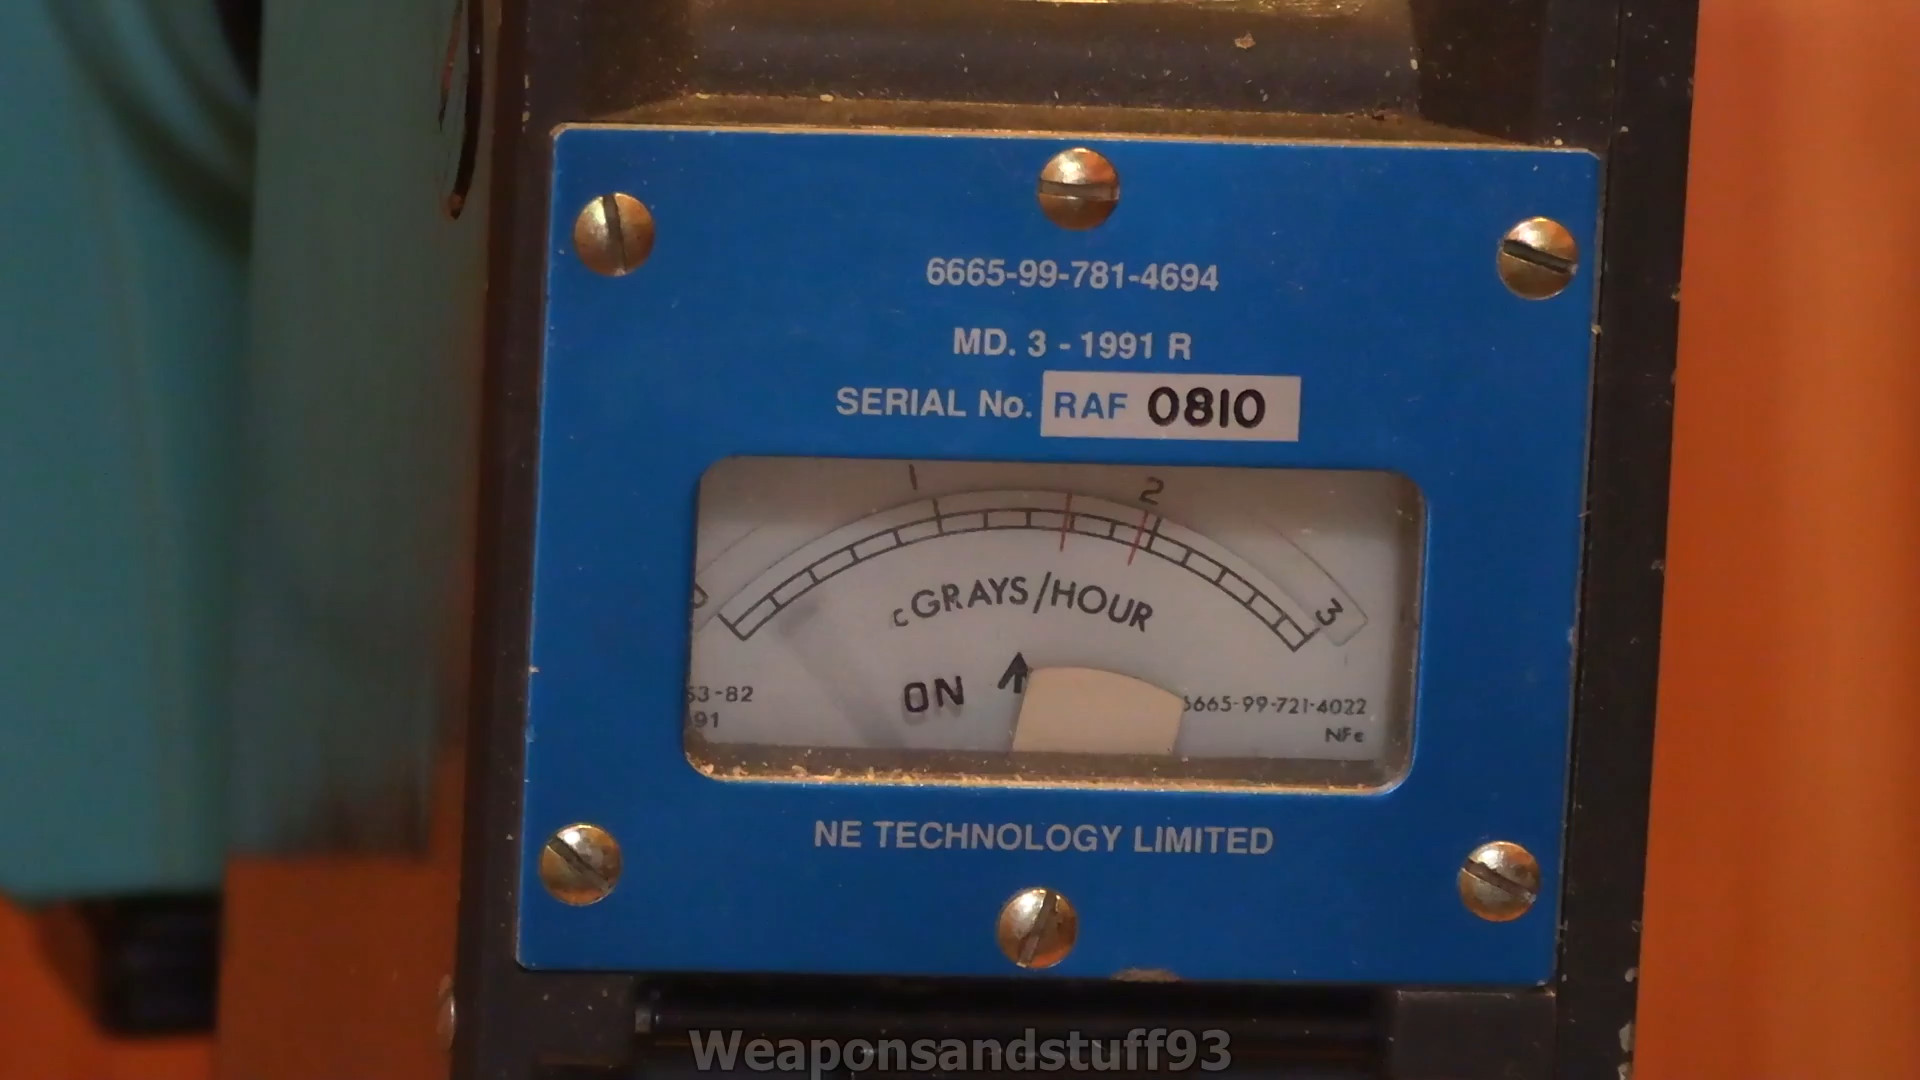 6665-99-781-4694
MD. 3 - 1991 R
SERIAL No. RAF 0810
1
2
3
cGRAYS/HOUR
ON
53-82
91
6665-99-721-4022
NFe
NE TECHNOLOGY LIMITED
Weaponsandstuff93